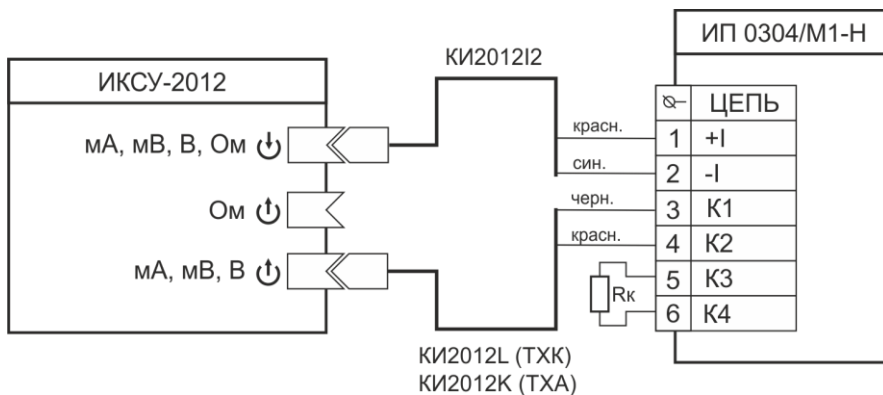 ИП 0304/М1-Н
КИ2012I2
ИКСУ-2012
ЦЕПЬ
мА, мВ, В, Ом
красн.
1 +I
син.
2 -I
Ом
черн.
3 К1
красн.
4 К2
мА, мВ, В
5 К3
Rк
6 К4
КИ2012L (ТХК)
КИ2012K (ТХА)